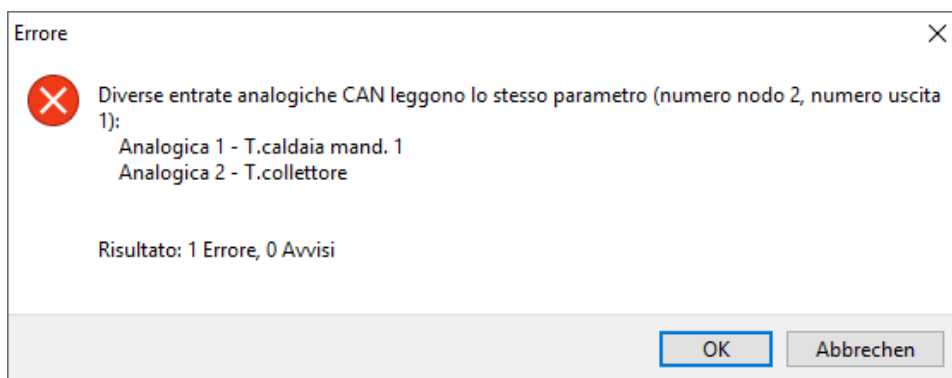 Errore
Diverse entrate analogiche CAN leggono lo stesso parametro (numero nodo 2, numero uscita
1):
Analogica 1 - T.caldaia mand. 1
Analogica 2 - T.collettore
Risultato: 1 Errore, 0 Avvisi
OK
Abbrechen